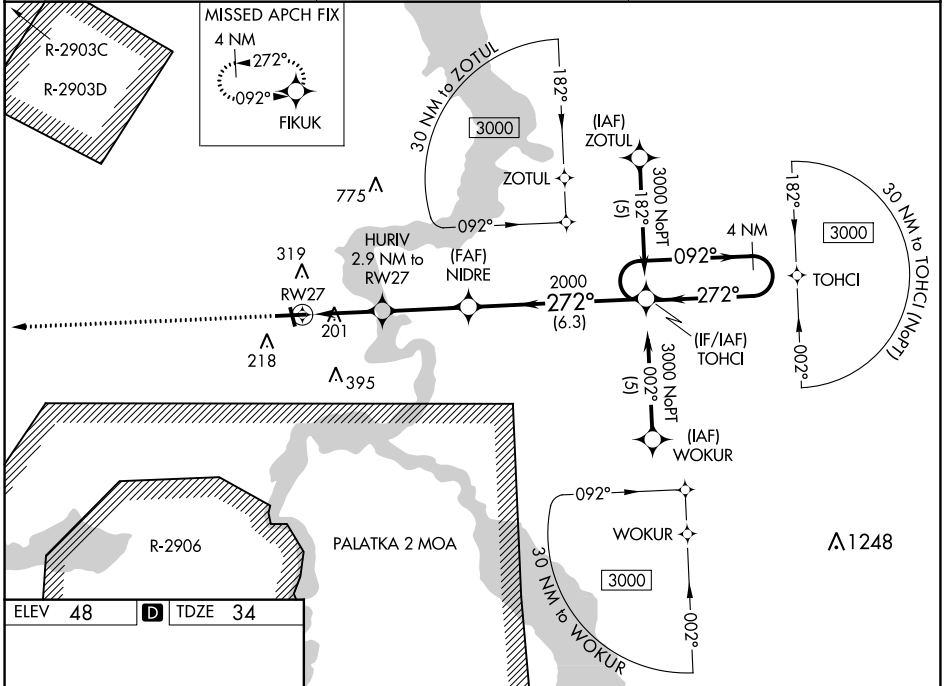 R-2903C
R-2903D
MISSED APCH FIX
4 NM
272°
092°
FIKUK
30 NM to ZOTUL
3000
182°
ZOTUL
092°
(IAF)
ZOTUL
3000 NoPT
182°
(5)
775
HURIV
2.9 NM to
RW27
(FAF)
NIDRE
2000
272°
(6.3)
092°
4 NM
272°
(IF/IAF)
TOHCI
182°
3000
TOHCI
002°
30 NM to TOHCI (NoPT)
319
RW27
201
218
395
3000 NoPT
002°
(5)
(IAF)
WOKUR
092°
WOKUR
3000
002°
30 NM to WOKUR
1248
R-2906
PALATKA 2 MOA
ELEV 48 D TDZE 34